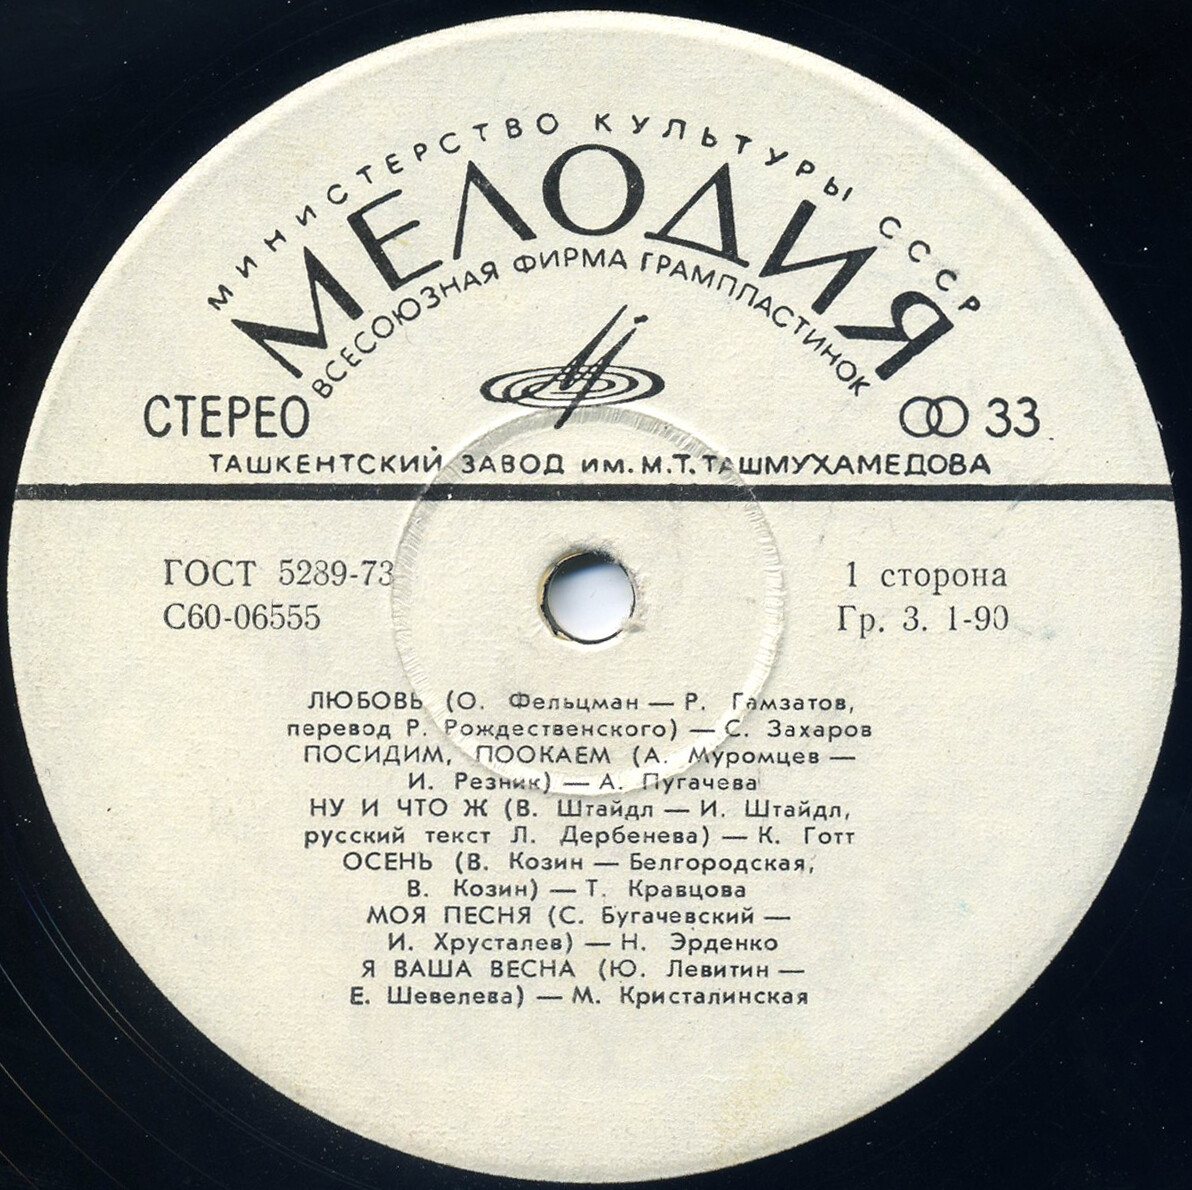 МИНИСТЕРСТВО КУЛЬТУРЫ СССР
МЕЛОДИЯ
ВСЕСОЮЗНАЯ ФИРМА ГРАМПЛАСТИНОК
СТЕРЕО
33
ТАШКЕНТСКИЙ ЗАВОД им. М.Т. ТАШМУХАМЕДОВА
ГОСТ 5289-73
1 сторона
С60-06555
Гр. 3. 1-90
ЛЮБОВЬ (О. Фельцман — Р. Гамзатов,
перевод Р. Рождественского) — С. Захаров
ПОСИДИМ, ПООКАЕМ (А. Муромцев —
И. Резник) — А. Пугачева
НУ И ЧТО Ж (В. Штайдл — И. Штайдл,
русский текст Л. Дербенева) — К. Готт
ОСЕНЬ (В. Козин — Белгородская,
В. Козин) — Т. Кравцова
МОЯ ПЕСНЯ (С. Бугачевский —
И. Хрусталев) — Н. Эрденко
Я ВАША ВЕСНА (Ю. Левитин —
Е. Шевелева) — М. Кристалинская